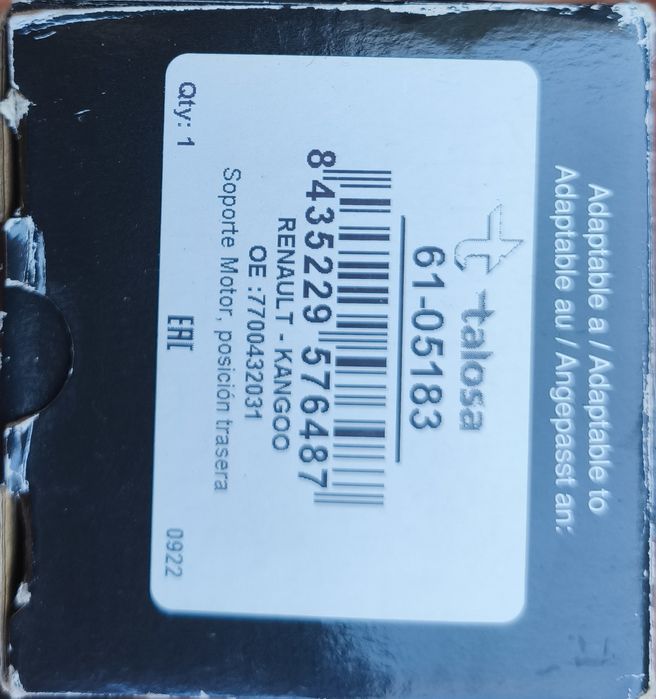 Adaptable a / Adaptable to
Adaptable au / Angepasst an:
talosa
61-05183
8 435229 576487
RENAULT - KANGOO
OE :7700432031
Soporte Motor, posición trasera
Qty: 1
EAC
0922